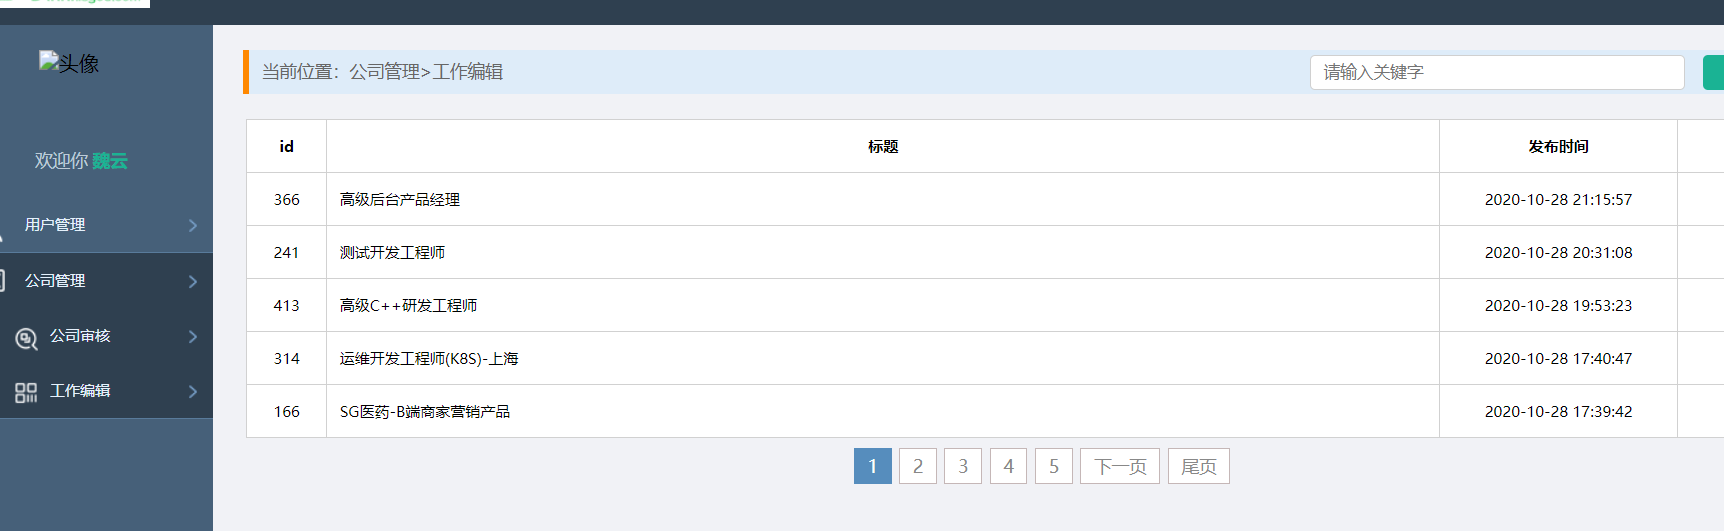 头像
欢迎你 魏云
用户管理
公司管理
公司审核
工作编辑
当前位置：公司管理>工作编辑
请输入关键字
id 标题 发布时间
366 高级后台产品经理 2020-10-28 21:15:57
241 测试开发工程师 2020-10-28 20:31:08
413 高级C++研发工程师 2020-10-28 19:53:23
314 运维开发工程师(K8S)-上海 2020-10-28 17:40:47
166 SG医药-B端商家营销产品 2020-10-28 17:39:42
1 2 3 4 5 下一页 尾页